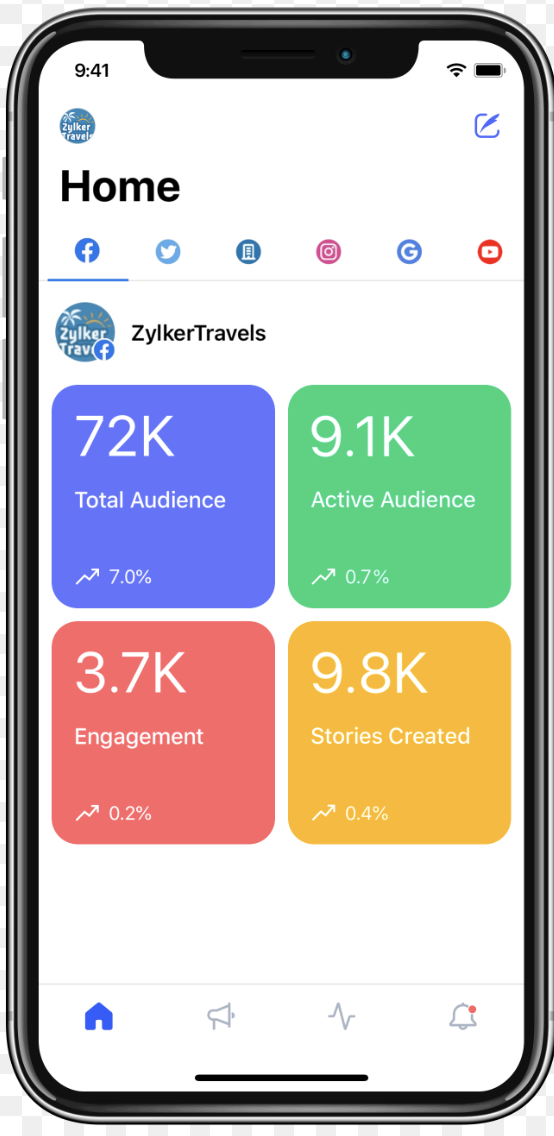 9:41
Zylker
Travels
Home
Zylker
Trav
ZylkerTravels
72K
9.1K
Total Audience
Active Audience
7.0%
0.7%
3.7K
9.8K
Engagement
Stories Created
0.2%
0.4%